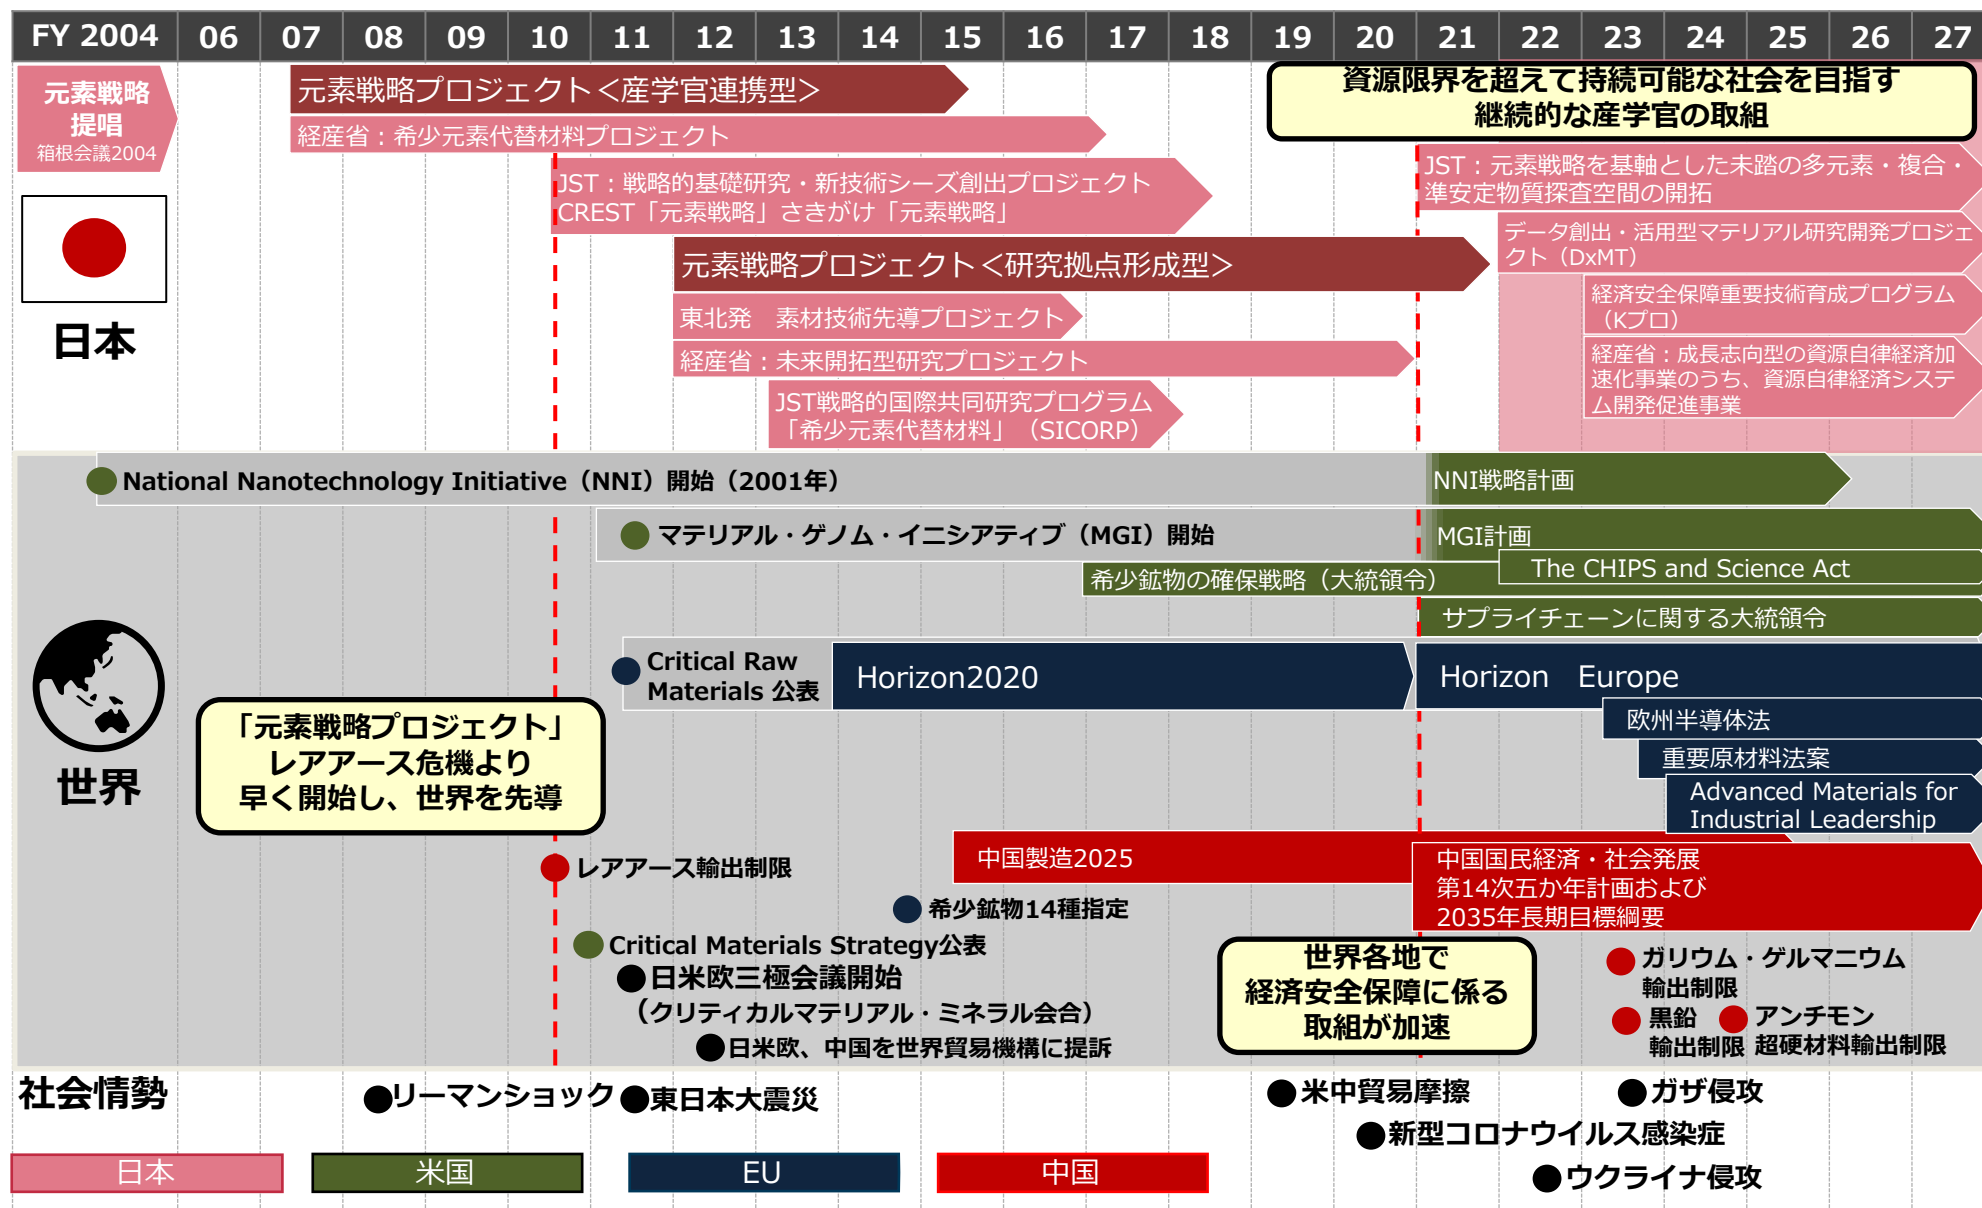 FY 2004 06 07 08 09 10 11 12 13 14 15 16 17 18 19 20 21 22 23 24 25 26 27
元素戦略
提唱
箱根会議2004
日本
元素戦略プロジェクト＜産学官連携型＞
経産省：希少元素代替材料プロジェクト
JST：戦略的基礎研究・新技術シーズ創出プロジェクト
CREST「元素戦略」さきがけ「元素戦略」
元素戦略プロジェクト＜研究拠点形成型＞
東北発　素材技術先導プロジェクト
経産省：未来開拓型研究プロジェクト
JST戦略的国際共同研究プログラム
「希少元素代替材料」（SICORP）
資源限界を超えて持続可能な社会を目指す
継続的な産学官の取組
JST：元素戦略を基軸とした未踏の多元素・複合・
準安定物質探査空間の開拓
データ創出・活用型マテリアル研究開発プロジェ
クト（DxMT）
経済安全保障重要技術育成プログラム
（Kプロ）
経産省：成長志向型の資源自律経済加
速化事業のうち、資源自律経済システ
ム開発促進事業
世界
National Nanotechnology Initiative（NNI）開始（2001年）
NNI戦略計画
マテリアル・ゲノム・イニシアティブ（MGI）開始
MGI計画
The CHIPS and Science Act
希少鉱物の確保戦略（大統領令）
サプライチェーンに関する大統領令
Critical Raw
Materials 公表
Horizon2020
Horizon　Europe
欧州半導体法
重要原材料法案
Advanced Materials for
Industrial Leadership
「元素戦略プロジェクト」
レアアース危機より
早く開始し、世界を先導
中国製造2025
中国国民経済・社会発展
第14次五か年計画および
2035年長期目標綱要
レアアース輸出制限
希少鉱物14種指定
Critical Materials Strategy公表
日米欧三極会議開始
（クリティカルマテリアル・ミネラル会合）
日米欧、中国を世界貿易機構に提訴
世界各地で
経済安全保障に係る
取組が加速
ガリウム・ゲルマニウム
輸出制限
黒鉛
輸出制限
アンチモン
超硬材料輸出制限
社会情勢
リーマンショック
東日本大震災
米中貿易摩擦
ガザ侵攻
新型コロナウイルス感染症
ウクライナ侵攻
日本
米国
EU
中国